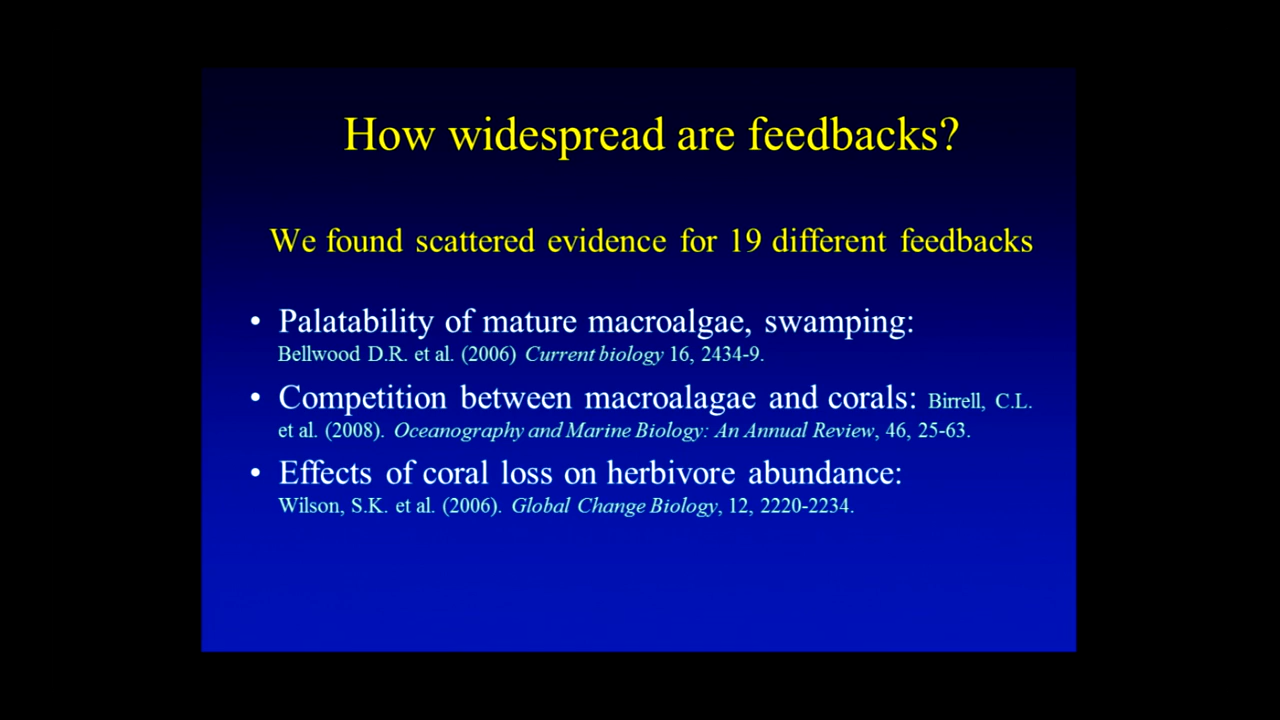 How widespread are feedbacks?
We found scattered evidence for 19 different feedbacks
• Palatability of mature macroalgae, swamping:
Bellwood D.R. et al. (2006) Current biology 16, 2434-9.
• Competition between macroalagae and corals: Birrell, C.L.
et al. (2008). Oceanography and Marine Biology: An Annual Review, 46, 25-63.
• Effects of coral loss on herbivore abundance:
Wilson, S.K. et al. (2006). Global Change Biology, 12, 2220-2234.